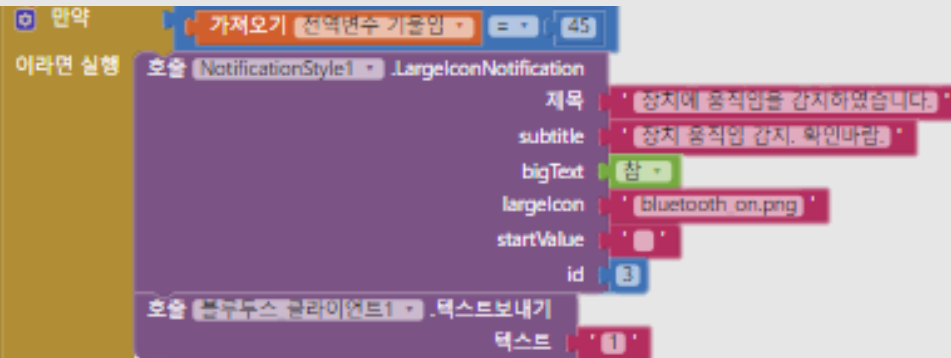 만약 가져오기 전역변수 기울임 = 45
이라면 실행 호출 NotificationStyle1 .LargeIconNotification
제목 ' 장치에 움직임을 감지하였습니다. '
subtitle ' 장치 움직임 감지. 확인바람. '
bigText 참
largeIcon ' bluetooth_on.png '
startValue ' '
id 3
호출 블루투스_클라이언트1 .텍스트보내기
텍스트 ' 1 '